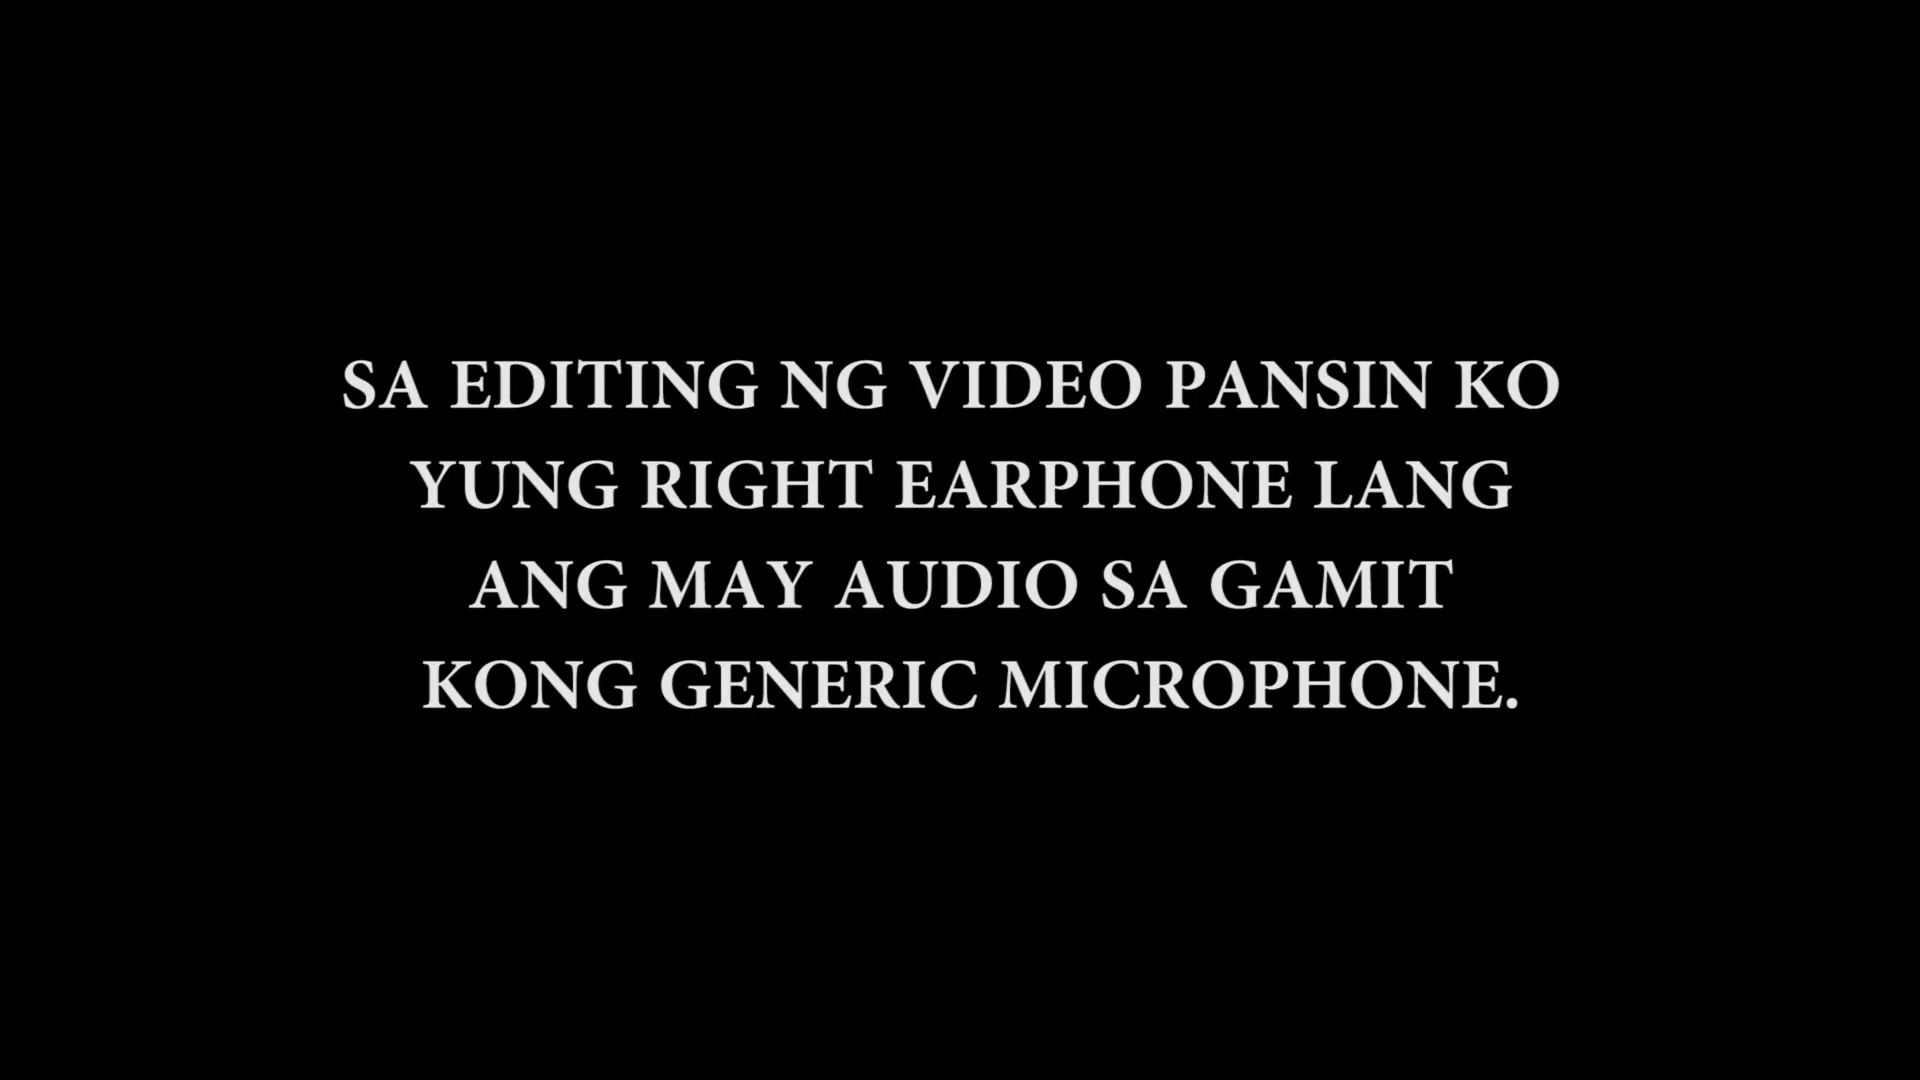 SA EDITING NG VIDEO PANSIN KO
YUNG RIGHT EARPHONE LANG
ANG MAY AUDIO SA GAMIT
KONG GENERIC MICROPHONE.